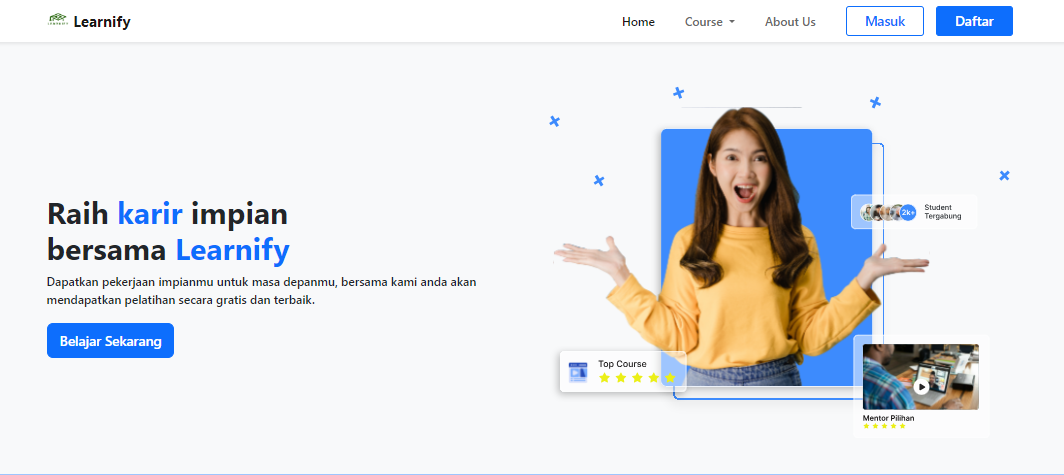 Learnify
Home
Course
About Us
Masuk
Daftar
Raih karir impian
bersama Learnify
Dapatkan pekerjaan impianmu untuk masa depanmu, bersama kami anda akan
mendapatkan pelatihan secara gratis dan terbaik.
Belajar Sekarang
2k+
Student
Tergabung
Top Course
Mentor Pilihan